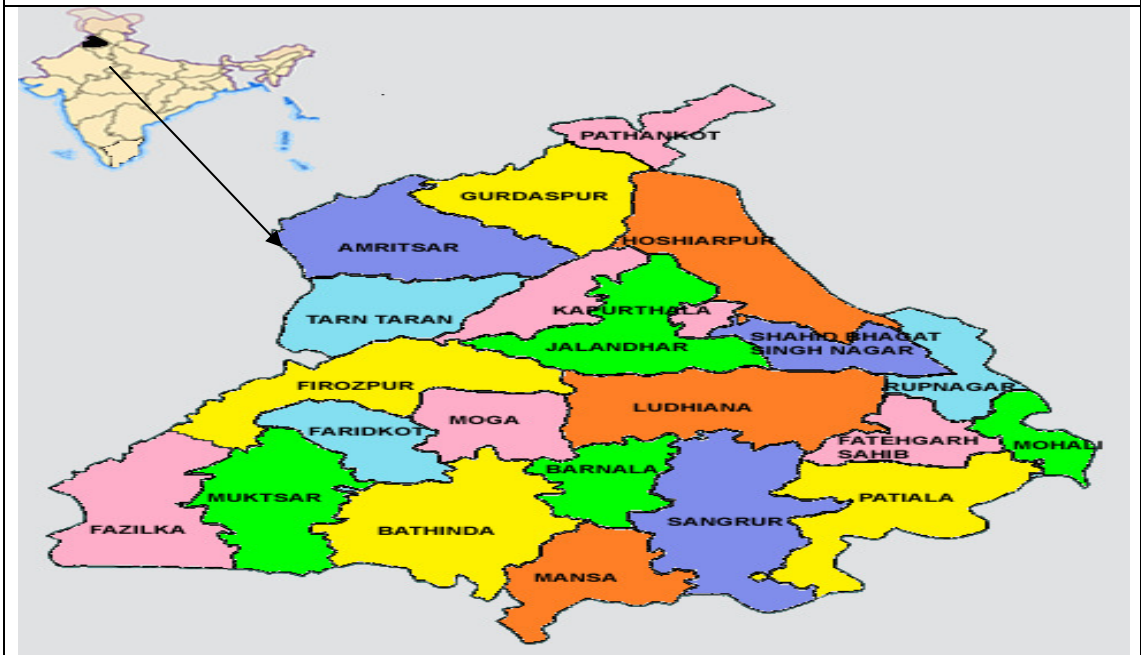 PATHANKOT
GURDASPUR
AMRITSAR
HOSHIARPUR
TARN TARAN
KAPURTHALA
JALANDHAR
SHAHID BHAGAT
SINGH NAGAR
FIROZPUR
RUPNAGAR
LUDHIANA
MOGA
FARIDKOT
FATEHGARH
SAHIB
MOHALI
BARNALA
MUKTSAR
PATIALA
FAZILKA
BATHINDA
SANGRUR
MANSA